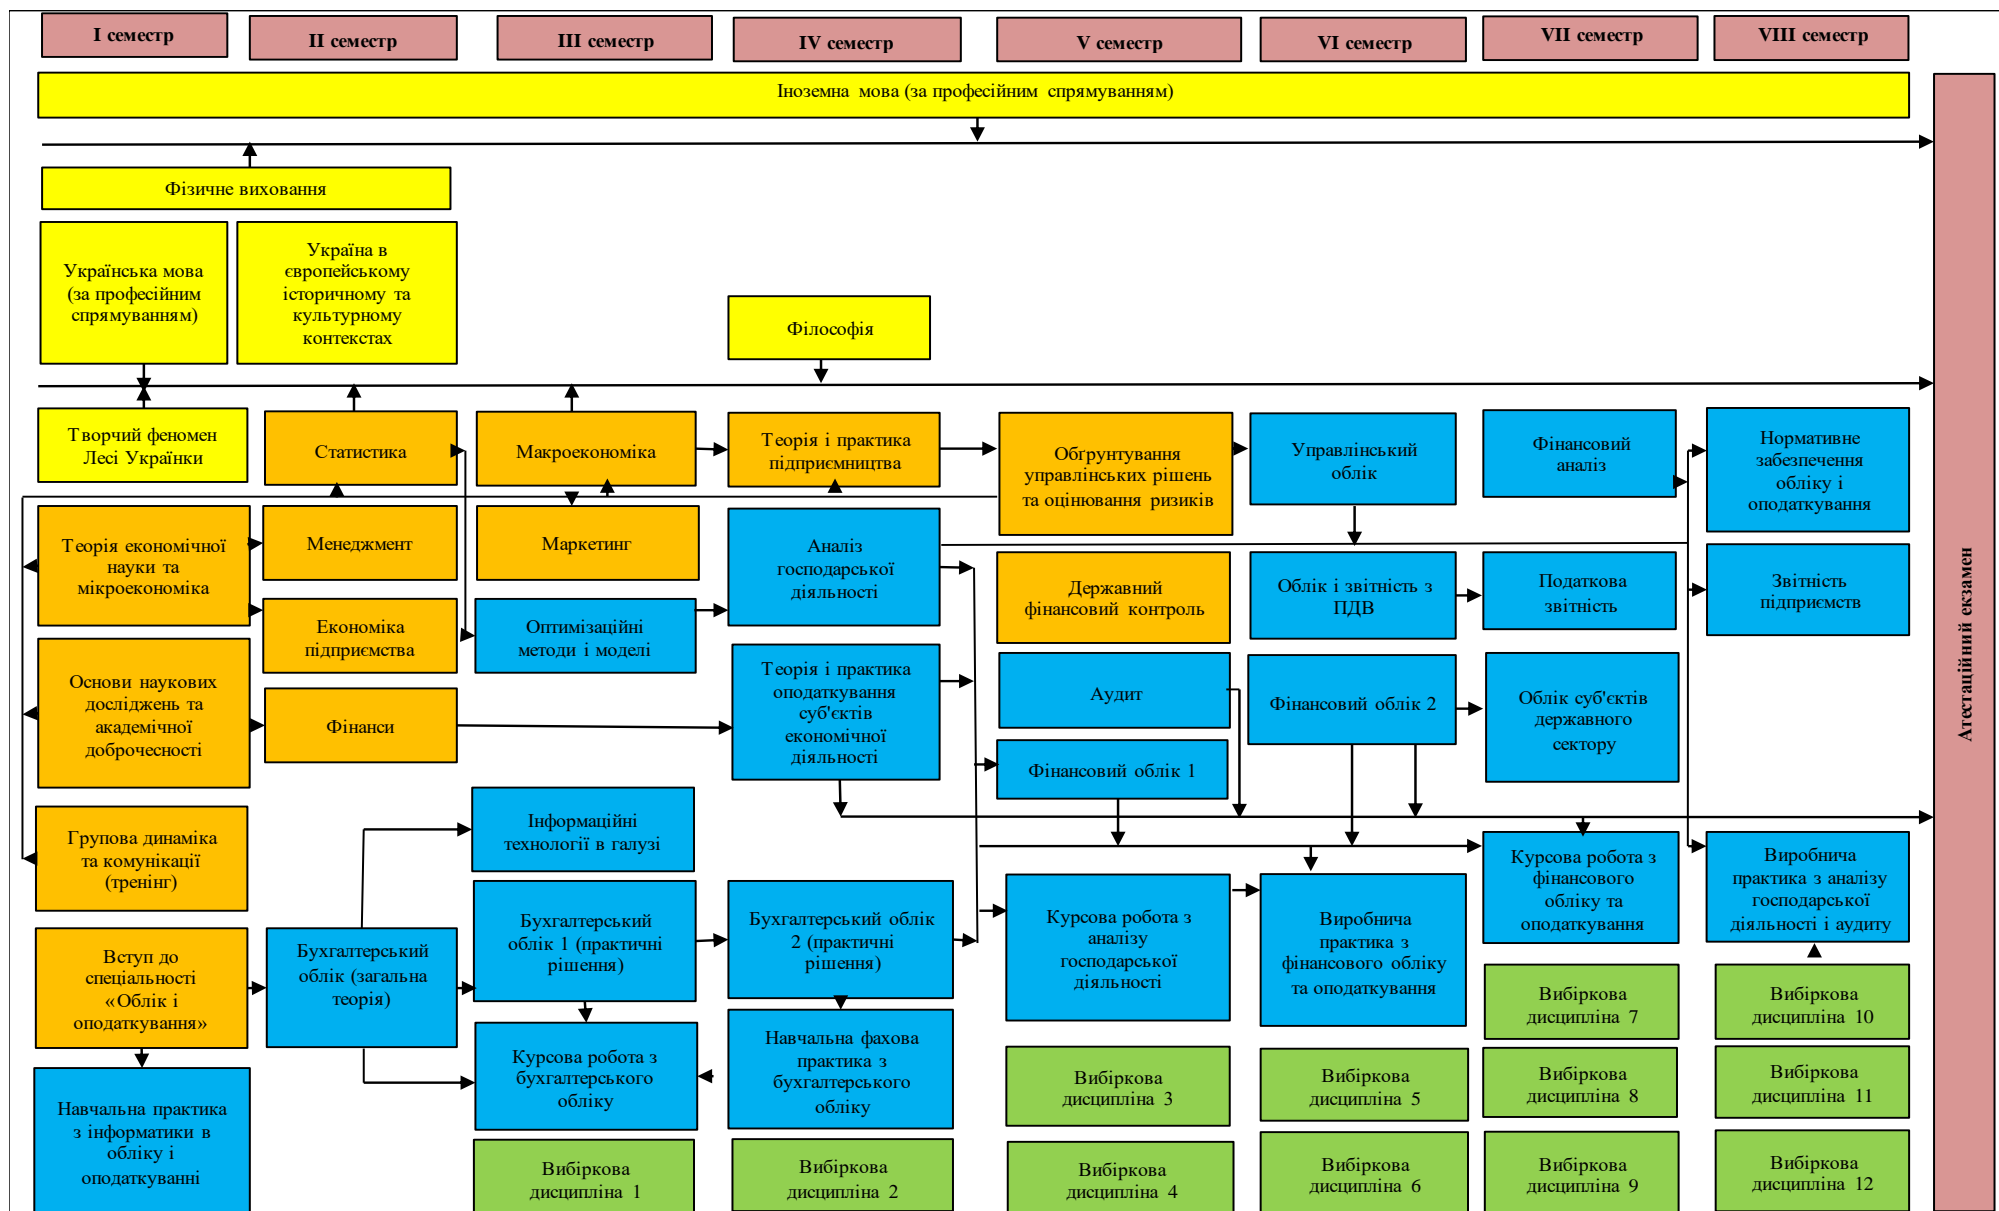 I семестр
II семестр
III семестр
IV семестр
V семестр
VI семестр
VII семестр
VIII семестр
Іноземна мова (за професійним спрямуванням)
Фізичне виховання
Українська мова
(за професійним
спрямуванням)
Україна в
європейському
історичному та
культурному
контекстах
Філософія
Творчий феномен
Лесі Українки
Статистика
Макроекономіка
Теорія і практика
підприємництва
Обґрунтування
управлінських рішень
та оцінювання ризиків
Управлінський
облік
Фінансовий
аналіз
Нормативне
забезпечення
обліку і
оподаткування
Теорія економічної
науки та
мікроекономіка
Менеджмент
Маркетинг
Аналіз
господарської
діяльності
Державний
фінансовий контроль
Облік і звітність з
ПДВ
Податкова
звітність
Звітність
підприємств
Економіка
підприємства
Оптимізаційні
методи і моделі
Основи наукових
досліджень та
академічної
доброчесності
Фінанси
Теорія і практика
оподаткування
суб'єктів
економічної
діяльності
Аудит
Фінансовий облік 2
Облік суб'єктів
державного
сектору
Фінансовий облік 1
Групова динаміка
та комунікації
(тренінг)
Інформаційні
технології в галузі
Курсова робота з
фінансового
обліку та
оподаткування
Виробнича
практика з аналізу
господарської
діяльності і аудиту
Вступ до
спеціальності
«Облік і
оподаткування»
Бухгалтерський
облік (загальна
теорія)
Бухгалтерський
облік 1 (практичні
рішення)
Бухгалтерський облік
2 (практичні
рішення)
Курсова робота з
аналізу
господарської
діяльності
Виробнича
практика з
фінансового обліку
та оподаткування
Вибіркова
дисципліна 7
Вибіркова
дисципліна 10
Навчальна практика
з інформатики в
обліку і
оподаткуванні
Курсова робота з
бухгалтерського
обліку
Навчальна фахова
практика з
бухгалтерського
обліку
Вибіркова
дисципліна 3
Вибіркова
дисципліна 5
Вибіркова
дисципліна 8
Вибіркова
дисципліна 11
Вибіркова
дисципліна 1
Вибіркова
дисципліна 2
Вибіркова
дисципліна 4
Вибіркова
дисципліна 6
Вибіркова
дисципліна 9
Вибіркова
дисципліна 12
Атестаційний екзамен